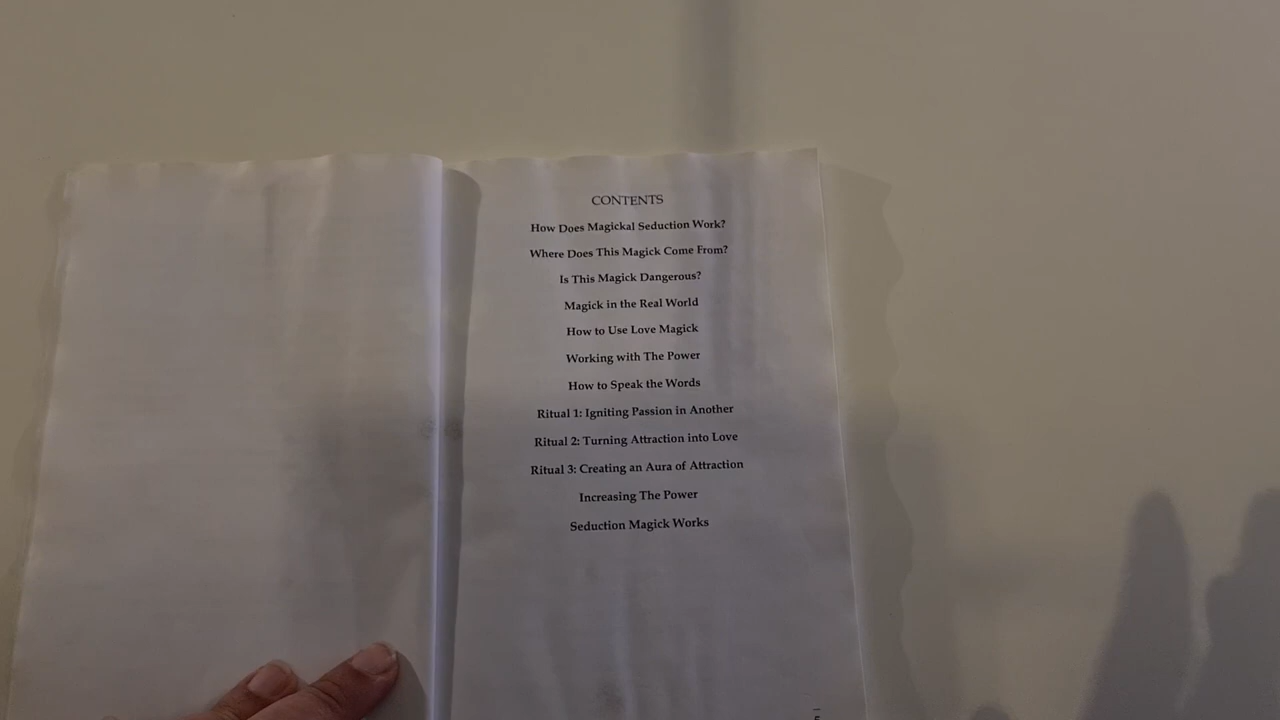 CONTENTS
How Does Magickal Seduction Work?
Where Does This Magick Come From?
Is This Magick Dangerous?
Magick in the Real World
How to Use Love Magick
Working with The Power
How to Speak the Words
Ritual 1: Igniting Passion in Another
Ritual 2: Turning Attraction into Love
Ritual 3: Creating an Aura of Attraction
Increasing The Power
Seduction Magick Works